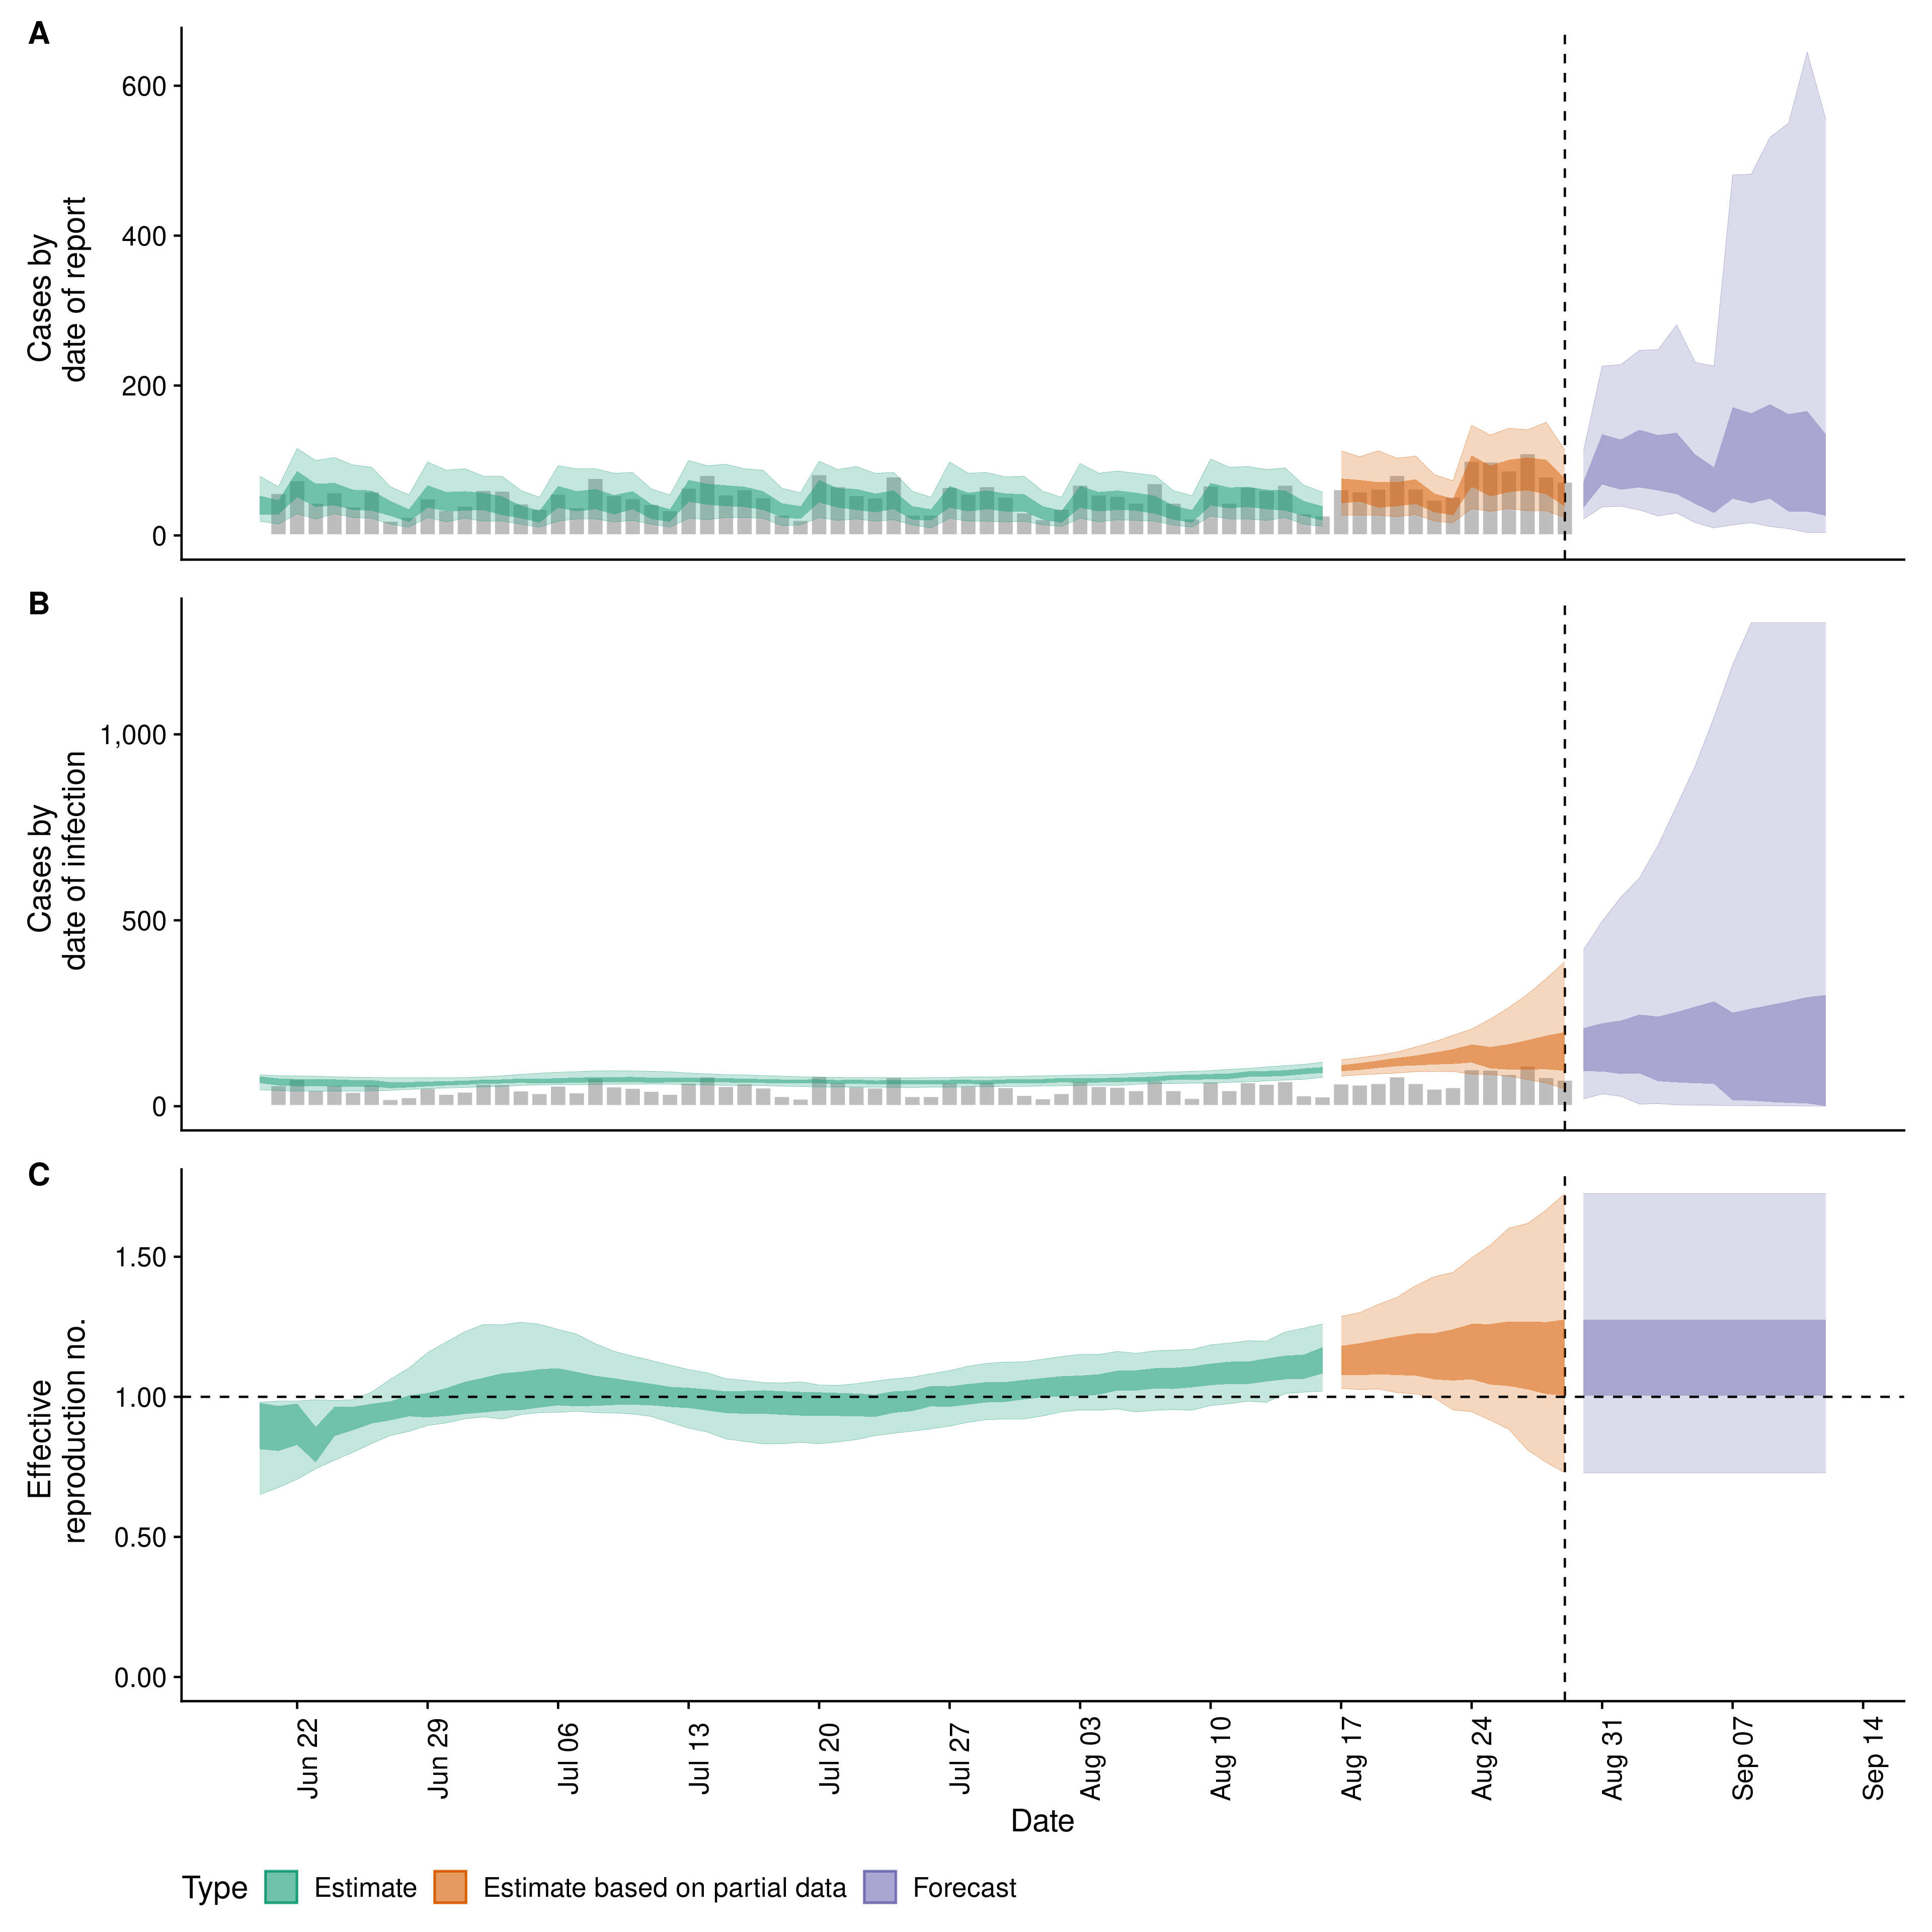 A
Cases by
date of report
600
400
200
0
B
Cases by
date of infection
1,000
500
0
C
Effective
reproduction no.
1.50
1.00
0.50
0.00
Jun 22
Jun 29
Jul 06
Jul 13
Jul 20
Jul 27
Aug 03
Aug 10
Aug 17
Aug 24
Aug 31
Sep 07
Sep 14
Date
Type Estimate Estimate based on partial data Forecast